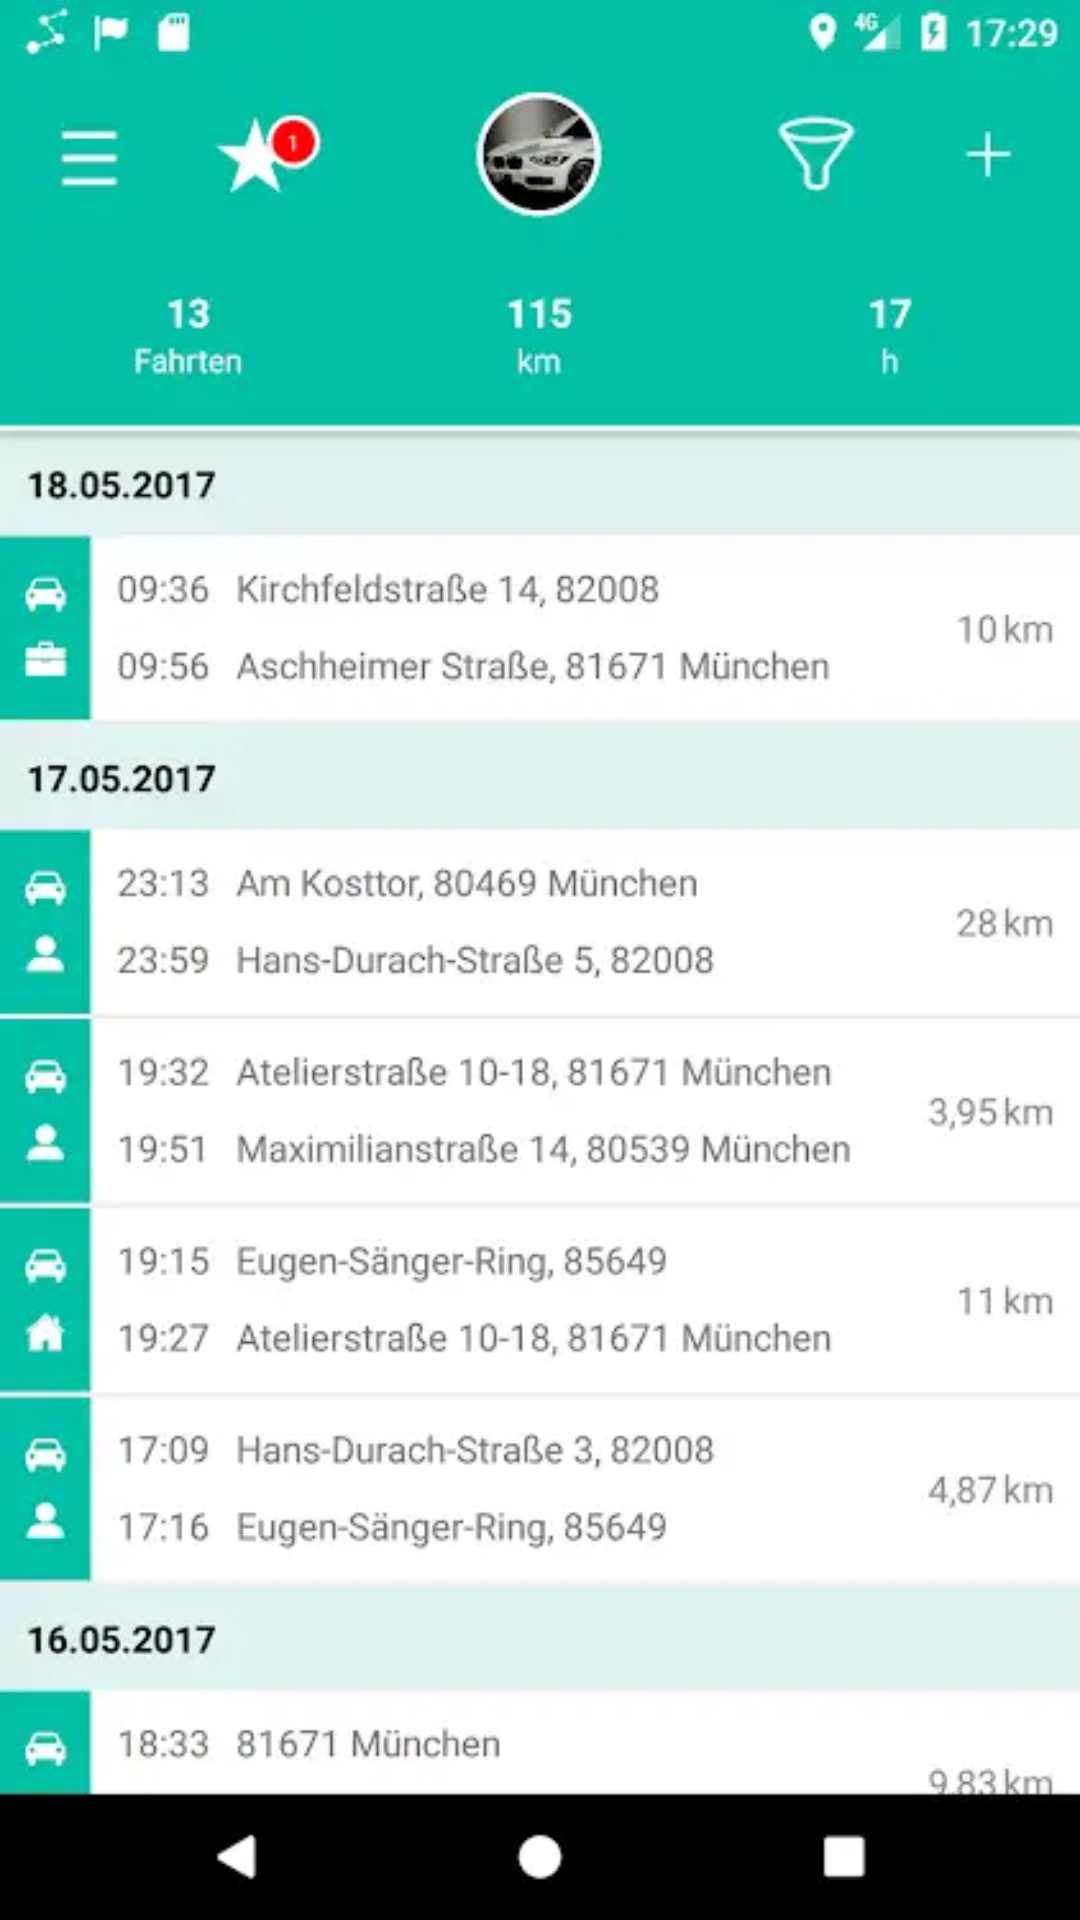 4G 17:29
1
13 115 17
Fahrten km h
18.05.2017
09:36 Kirchfeldstraße 14, 82008
10 km
09:56 Aschheimer Straße, 81671 München
17.05.2017
23:13 Am Kosttor, 80469 München
28 km
23:59 Hans-Durach-Straße 5, 82008
19:32 Atelierstraße 10-18, 81671 München
3,95 km
19:51 Maximilianstraße 14, 80539 München
19:15 Eugen-Sänger-Ring, 85649
11 km
19:27 Atelierstraße 10-18, 81671 München
17:09 Hans-Durach-Straße 3, 82008
4,87 km
17:16 Eugen-Sänger-Ring, 85649
16.05.2017
18:33 81671 München
9,83 km